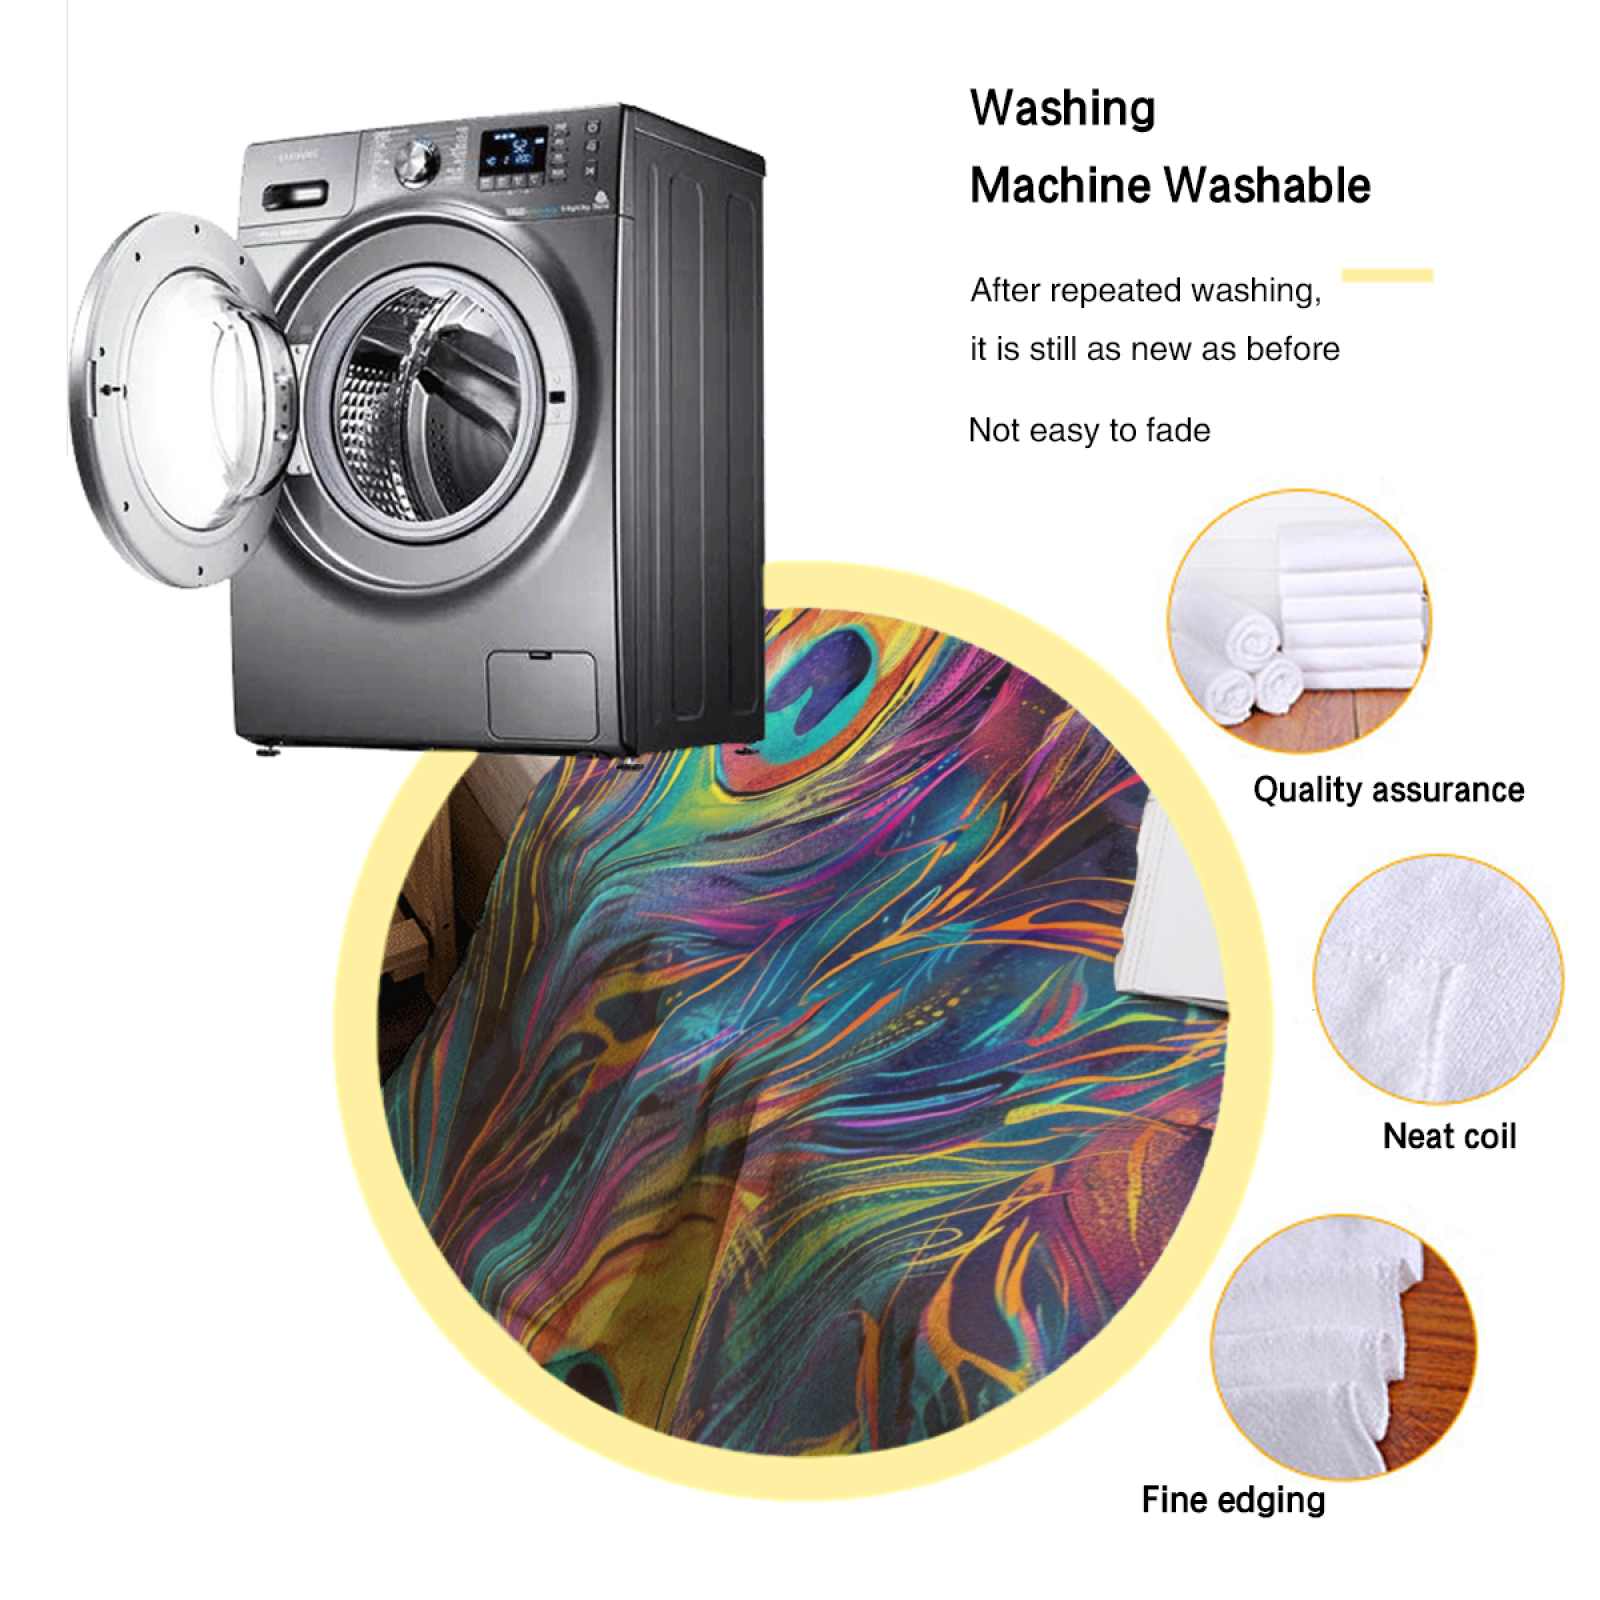 Washing
Machine Washable
After repeated washing,
it is still as new as before
Not easy to fade
Quality assurance
Neat coil
Fine edging